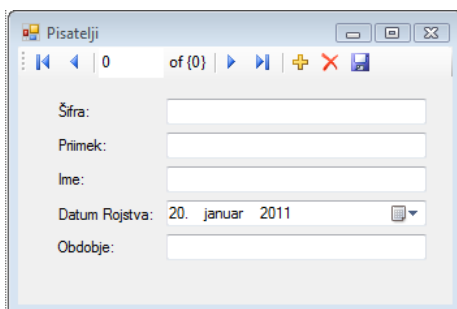 Pisatelji
0 of {0}
Šifra:
Priimek:
Ime:
Datum Rojstva: 20. januar 2011
Obdobje: